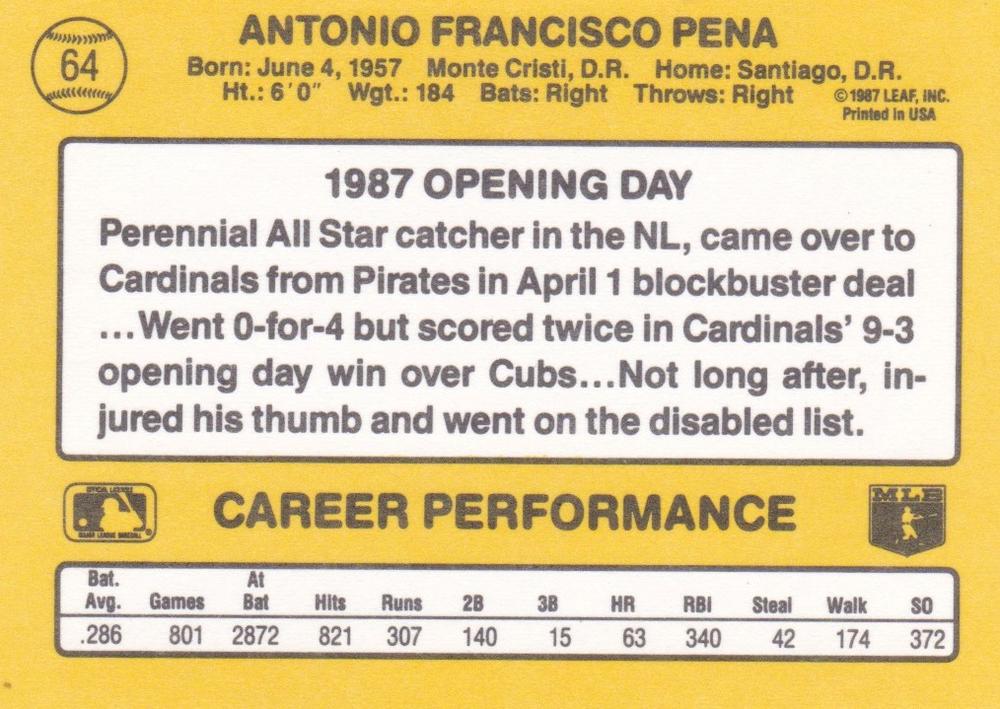 64
ANTONIO FRANCISCO PENA
Born: June 4, 1957 Monte Cristi, D.R. Home: Santiago, D.R.
Ht.: 6'0" Wgt.: 184 Bats: Right Throws: Right ©1987 LEAF, INC.
Printed in USA
1987 OPENING DAY
Perennial All Star catcher in the NL, came over to
Cardinals from Pirates in April 1 blockbuster deal
...Went 0-for-4 but scored twice in Cardinals' 9-3
opening day win over Cubs...Not long after, in-
jured his thumb and went on the disabled list.
OFFICIAL LICENSEE
MAJOR LEAGUE BASEBALL
®
CAREER PERFORMANCE
MLB
Bat. Avg. Games At Bat Hits Runs 2B 3B HR RBI Steal Walk SO
.286 801 2872 821 307 140 15 63 340 42 174 372